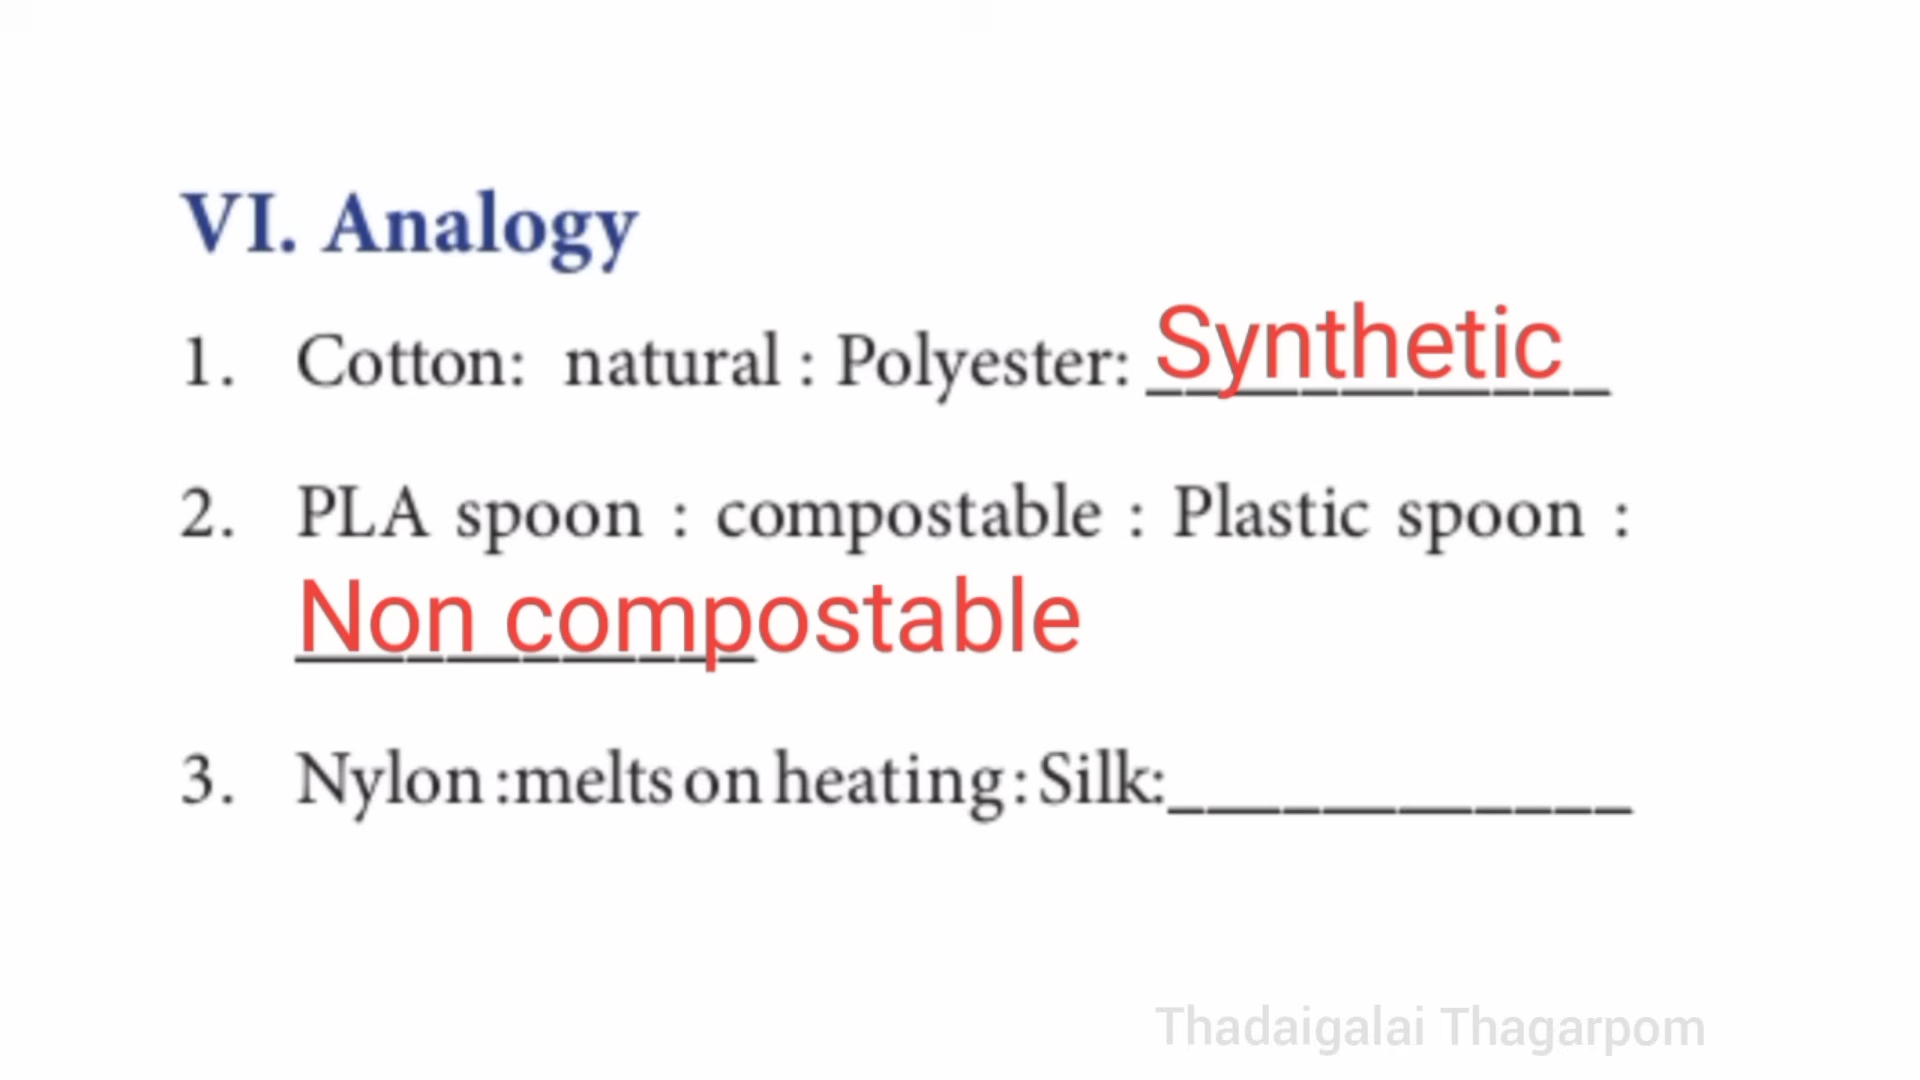 VI. Analogy
1. Cotton: natural : Polyester: Synthetic
2. PLA spoon : compostable : Plastic spoon :
Non compostable
3. Nylon :melts on heating : Silk:____________
Thadaigalai Thagarpom